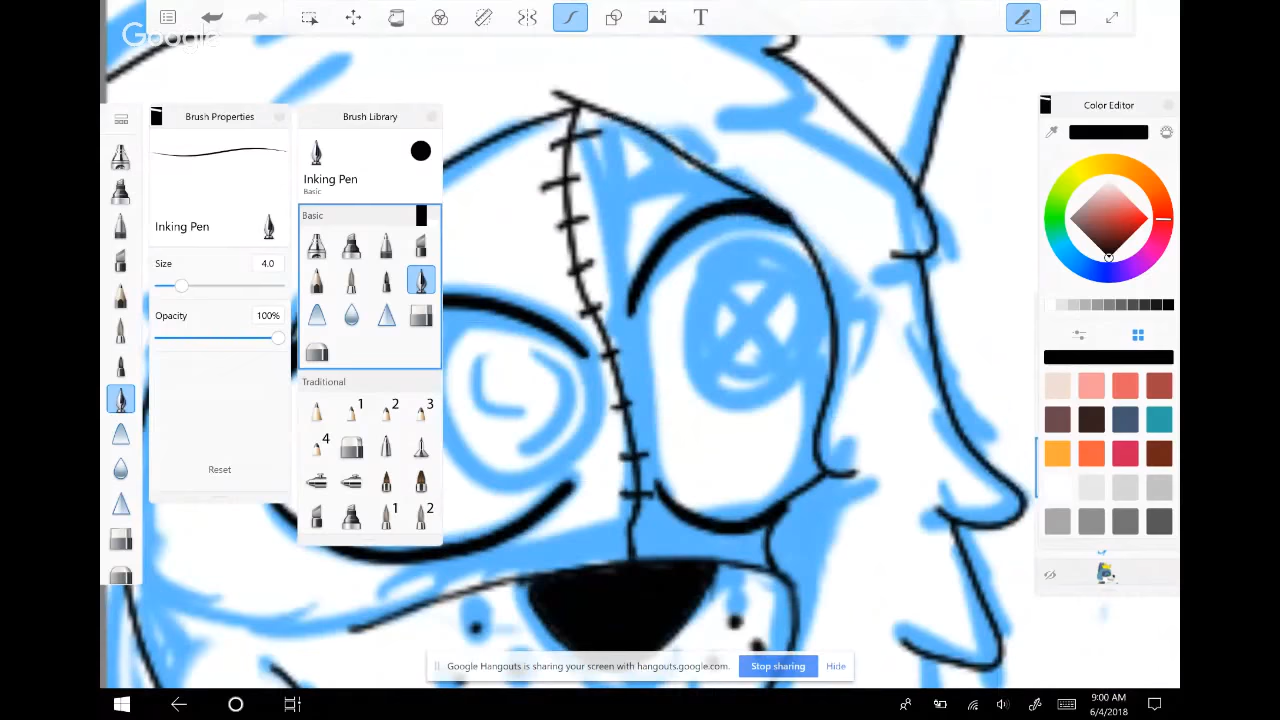 Google
T
Brush Properties
Brush Library
Color Editor
Inking Pen
Basic
Inking Pen
Basic
Size
4.0
Opacity
100%
Traditional
1
2
3
4
1
2
Reset
Google Hangouts is sharing your screen with hangouts.google.com.
Stop sharing
Hide
9:00 AM
6/4/2018